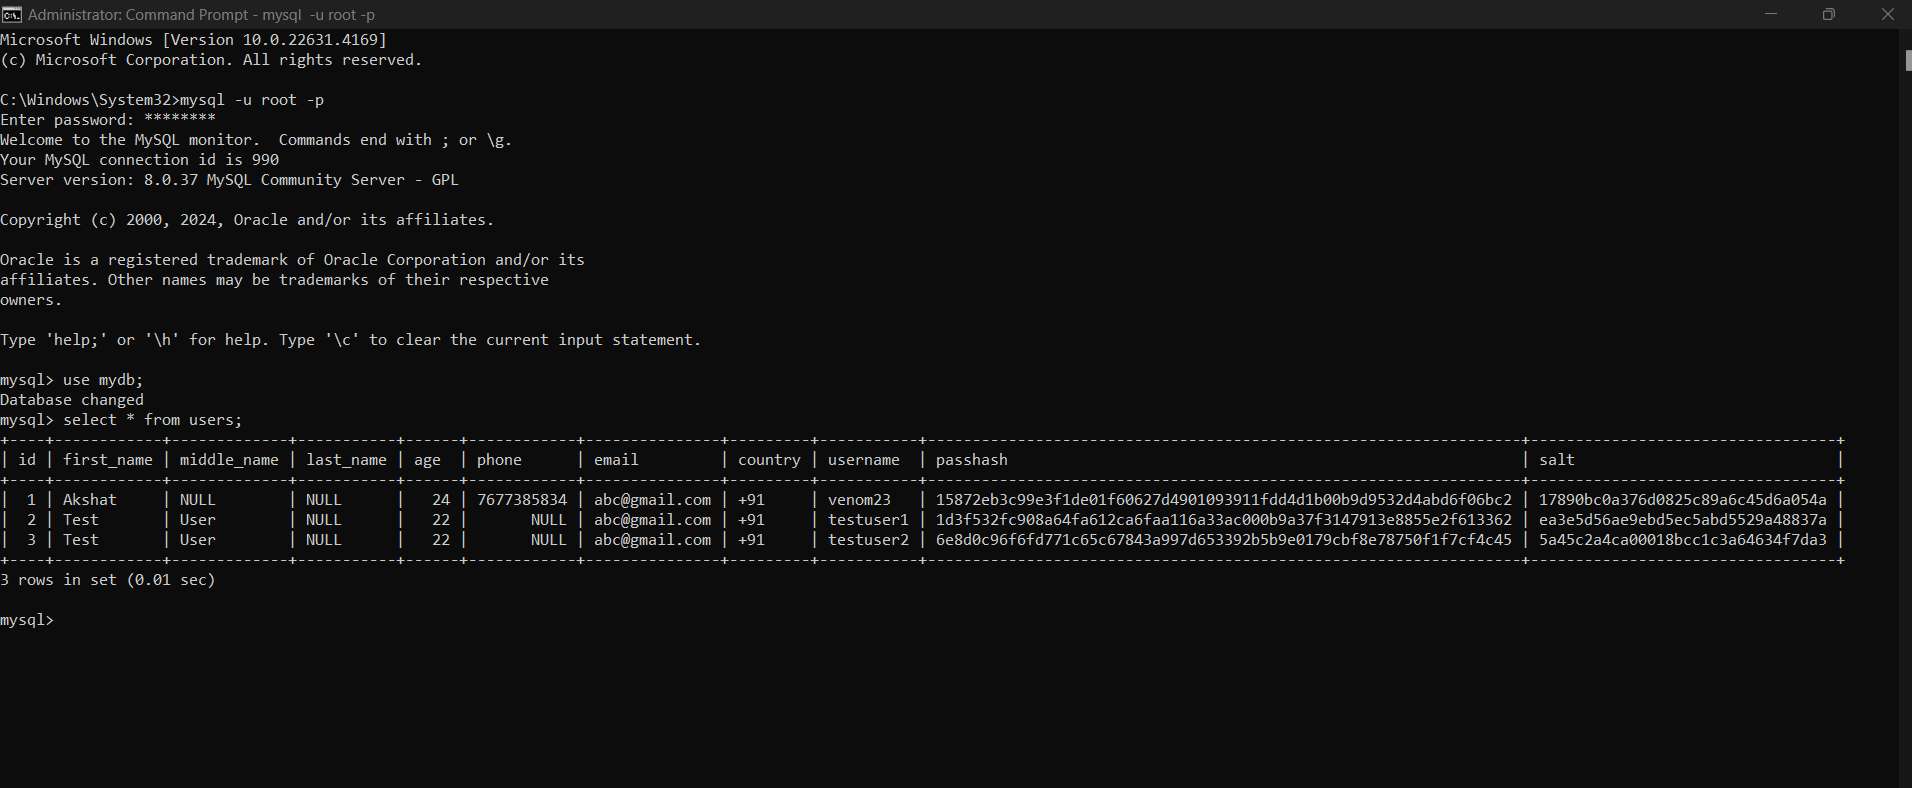 Administrator: Command Prompt - mysql  -u root -p
Microsoft Windows [Version 10.0.22631.4169]
(c) Microsoft Corporation. All rights reserved.
C:\Windows\System32>mysql -u root -p
Enter password: ********
Welcome to the MySQL monitor.  Commands end with ; or \g.
Your MySQL connection id is 990
Server version: 8.0.37 MySQL Community Server - GPL
Copyright (c) 2000, 2024, Oracle and/or its affiliates.
Oracle is a registered trademark of Oracle Corporation and/or its
affiliates. Other names may be trademarks of their respective
owners.
Type 'help;' or '\h' for help. Type '\c' to clear the current input statement.
mysql> use mydb;
Database changed
mysql> select * from users;
| id | first_name | middle_name | last_name | age  | phone      | email          | country | username  | passhash                                                         | salt                             |
|  1 | Akshat     | NULL        | NULL      |   24 | 7677385834 | abc@gmail.com | +91     | venom23   | 15872eb3c99e3f1de01f60627d4901093911fdd4d1b00b9d9532d4abd6f06bc2 | 17890bc0a376d0825c89a6c45d6a054a |
|  2 | Test       | User        | NULL      |   22 |       NULL | abc@gmail.com | +91     | testuser1 | 1d3f532fc908a64fa612ca6faa116a33ac000b9a37f3147913e8855e2f613362 | ea3e5d56ae9ebd5ec5abd5529a48837a |
|  3 | Test       | User        | NULL      |   22 |       NULL | abc@gmail.com | +91     | testuser2 | 6e8d0c96f6fd771c65c67843a997d653392b5b9e0179cbf8e78750f1f7cf4c45 | 5a45c2a4ca00018bcc1c3a64634f7da3 |
3 rows in set (0.01 sec)
mysql>